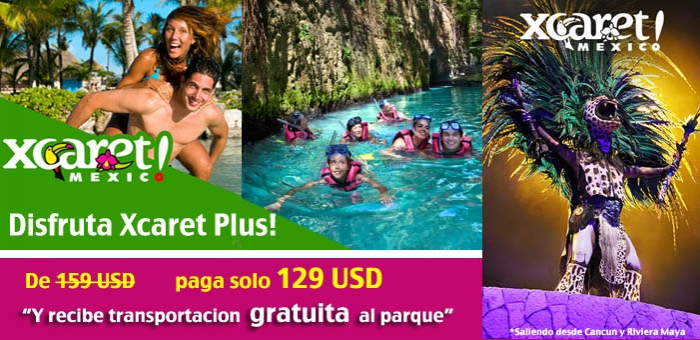 xcaret!
MEXICO
Disfruta Xcaret Plus!
De 159 USD paga solo 129 USD
“Y recibe transportacion gratuita al parque”
xcaret!
MEXICO
*Saliendo desde Cancun y Riviera Maya